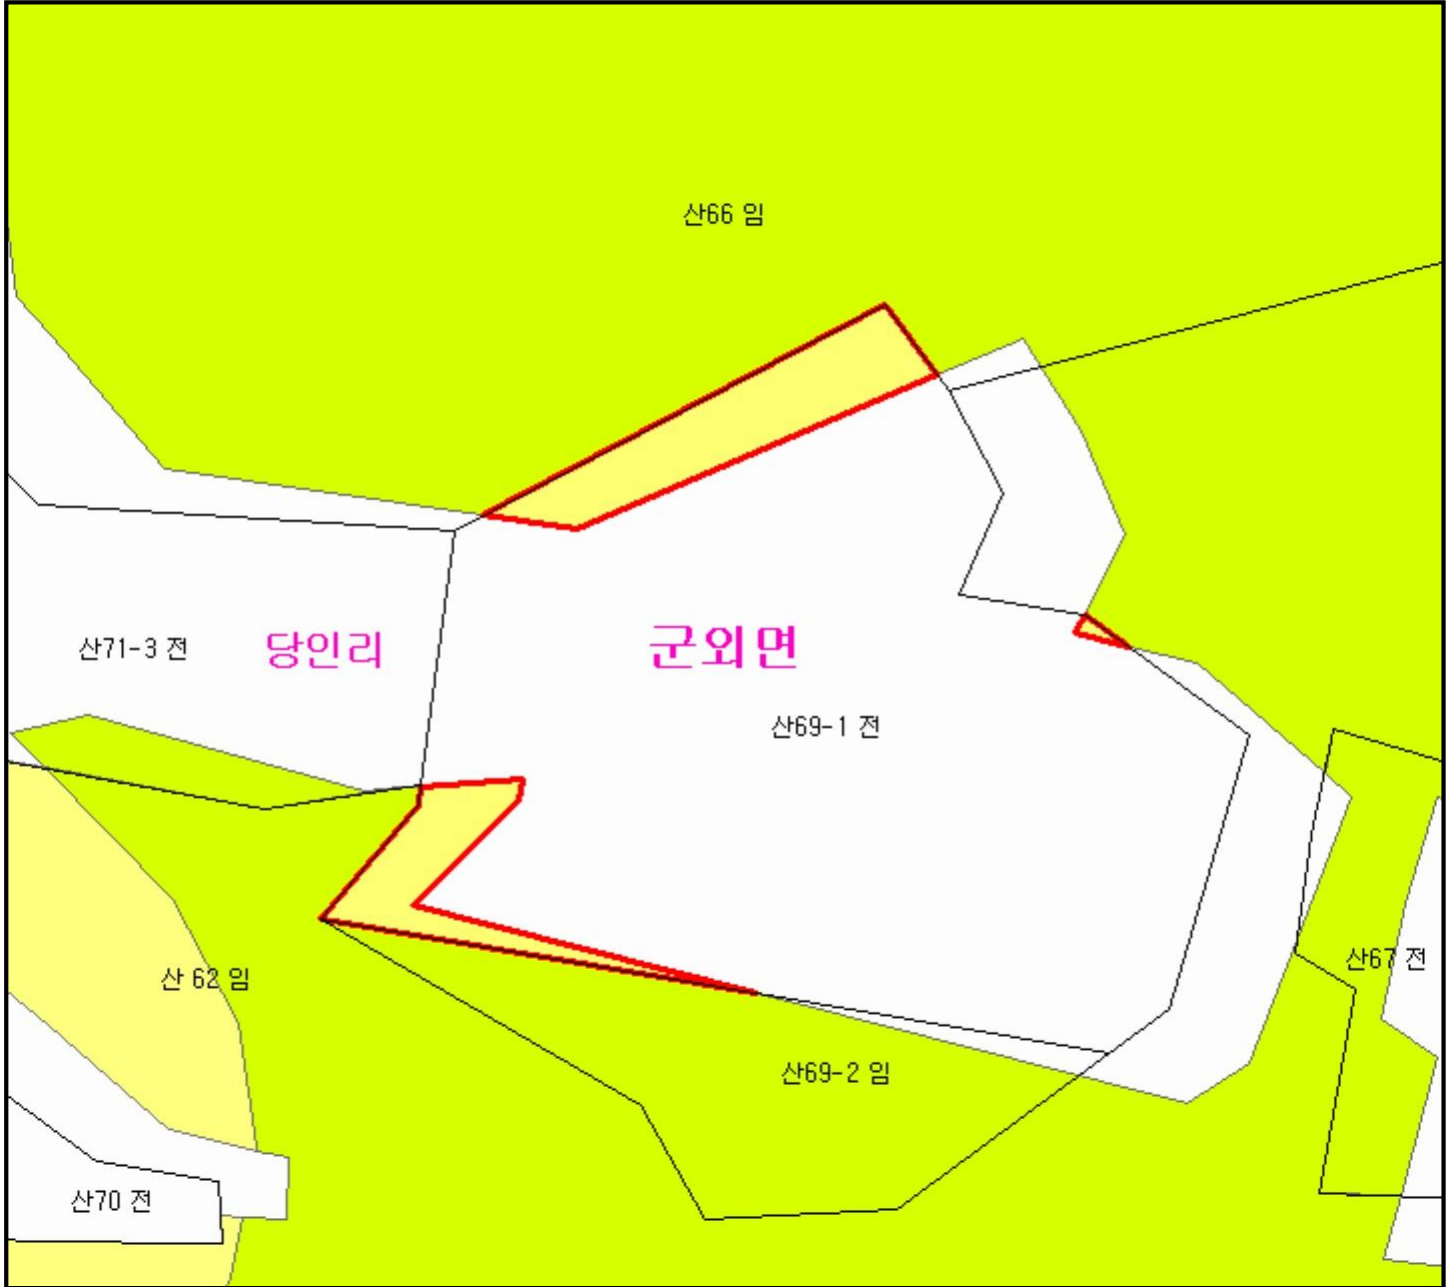 산66 임
산71-3 전
당인리
군외면
산69-1 전
산67 전
산 62 임
산69-2 임
산70 전